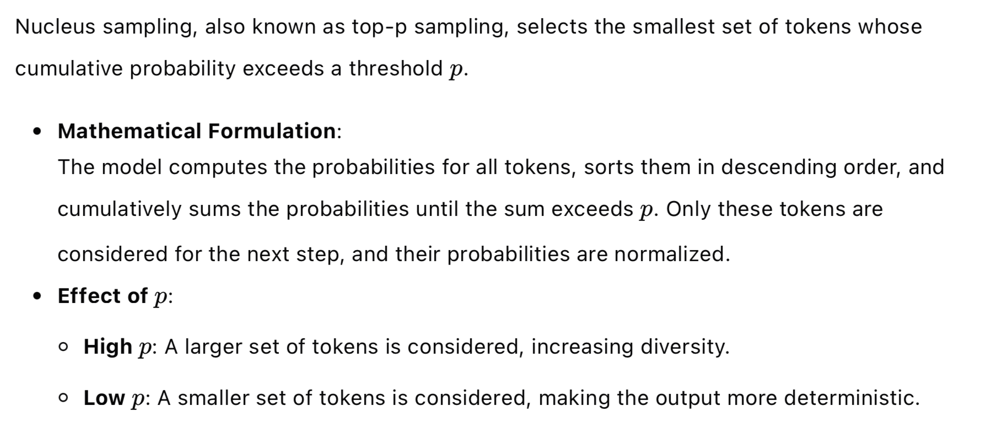 Nucleus sampling, also known as top-p sampling, selects the smallest set of tokens whose
cumulative probability exceeds a threshold p.
• Mathematical Formulation:
The model computes the probabilities for all tokens, sorts them in descending order, and
cumulatively sums the probabilities until the sum exceeds p. Only these tokens are
considered for the next step, and their probabilities are normalized.
• Effect of p:
○ High p: A larger set of tokens is considered, increasing diversity.
○ Low p: A smaller set of tokens is considered, making the output more deterministic.